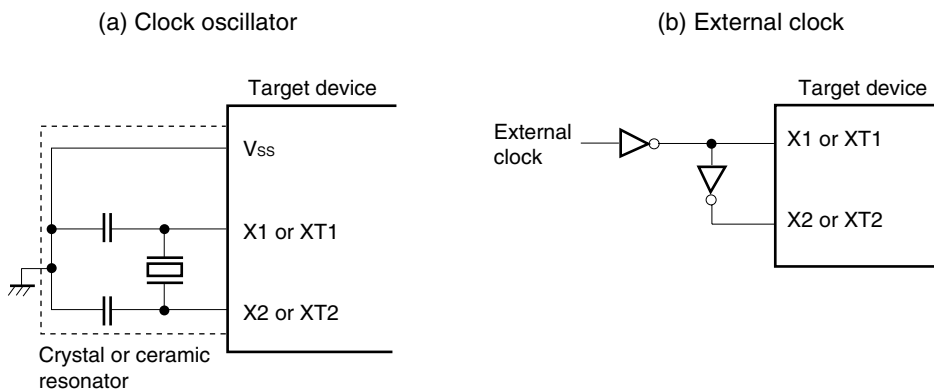 (a) Clock oscillator
Target device
VSS
X1 or XT1
X2 or XT2
Crystal or ceramic
resonator
(b) External clock
Target device
External
clock
X1 or XT1
X2 or XT2